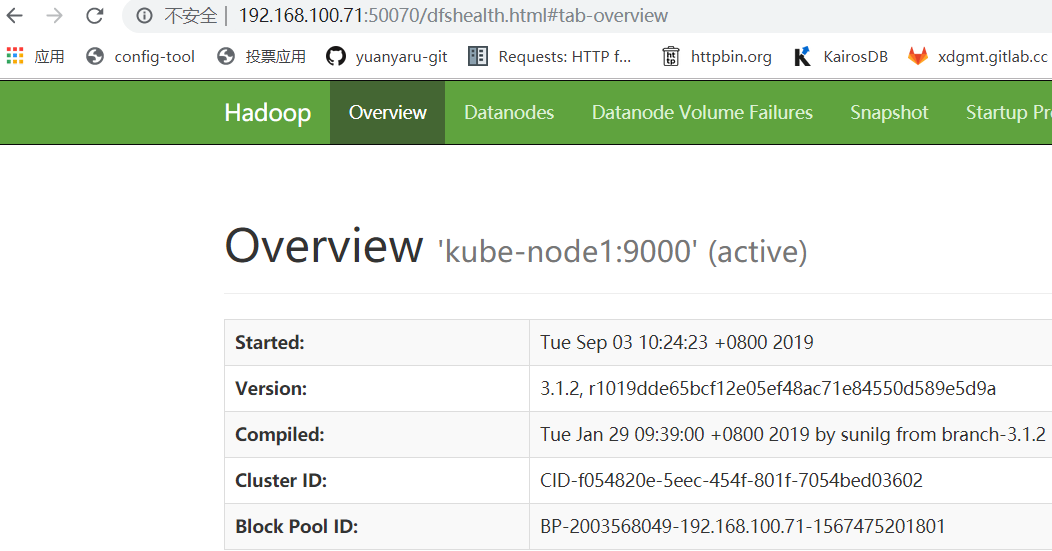 不安全 | 192.168.100.71:50070/dfshealth.html#tab-overview
应用 config-tool 投票应用 yuanyaru-git Requests: HTTP f... httpbin.org KairosDB xdgmt.gitlab.cc
Hadoop Overview Datanodes Datanode Volume Failures Snapshot Startup Pr
Overview 'kube-node1:9000' (active)
Started: Tue Sep 03 10:24:23 +0800 2019
Version: 3.1.2, r1019dde65bcf12e05ef48ac71e84550d589e5d9a
Compiled: Tue Jan 29 09:39:00 +0800 2019 by sunilg from branch-3.1.2
Cluster ID: CID-f054820e-5eec-454f-801f-7054bed03602
Block Pool ID: BP-2003568049-192.168.100.71-1567475201801